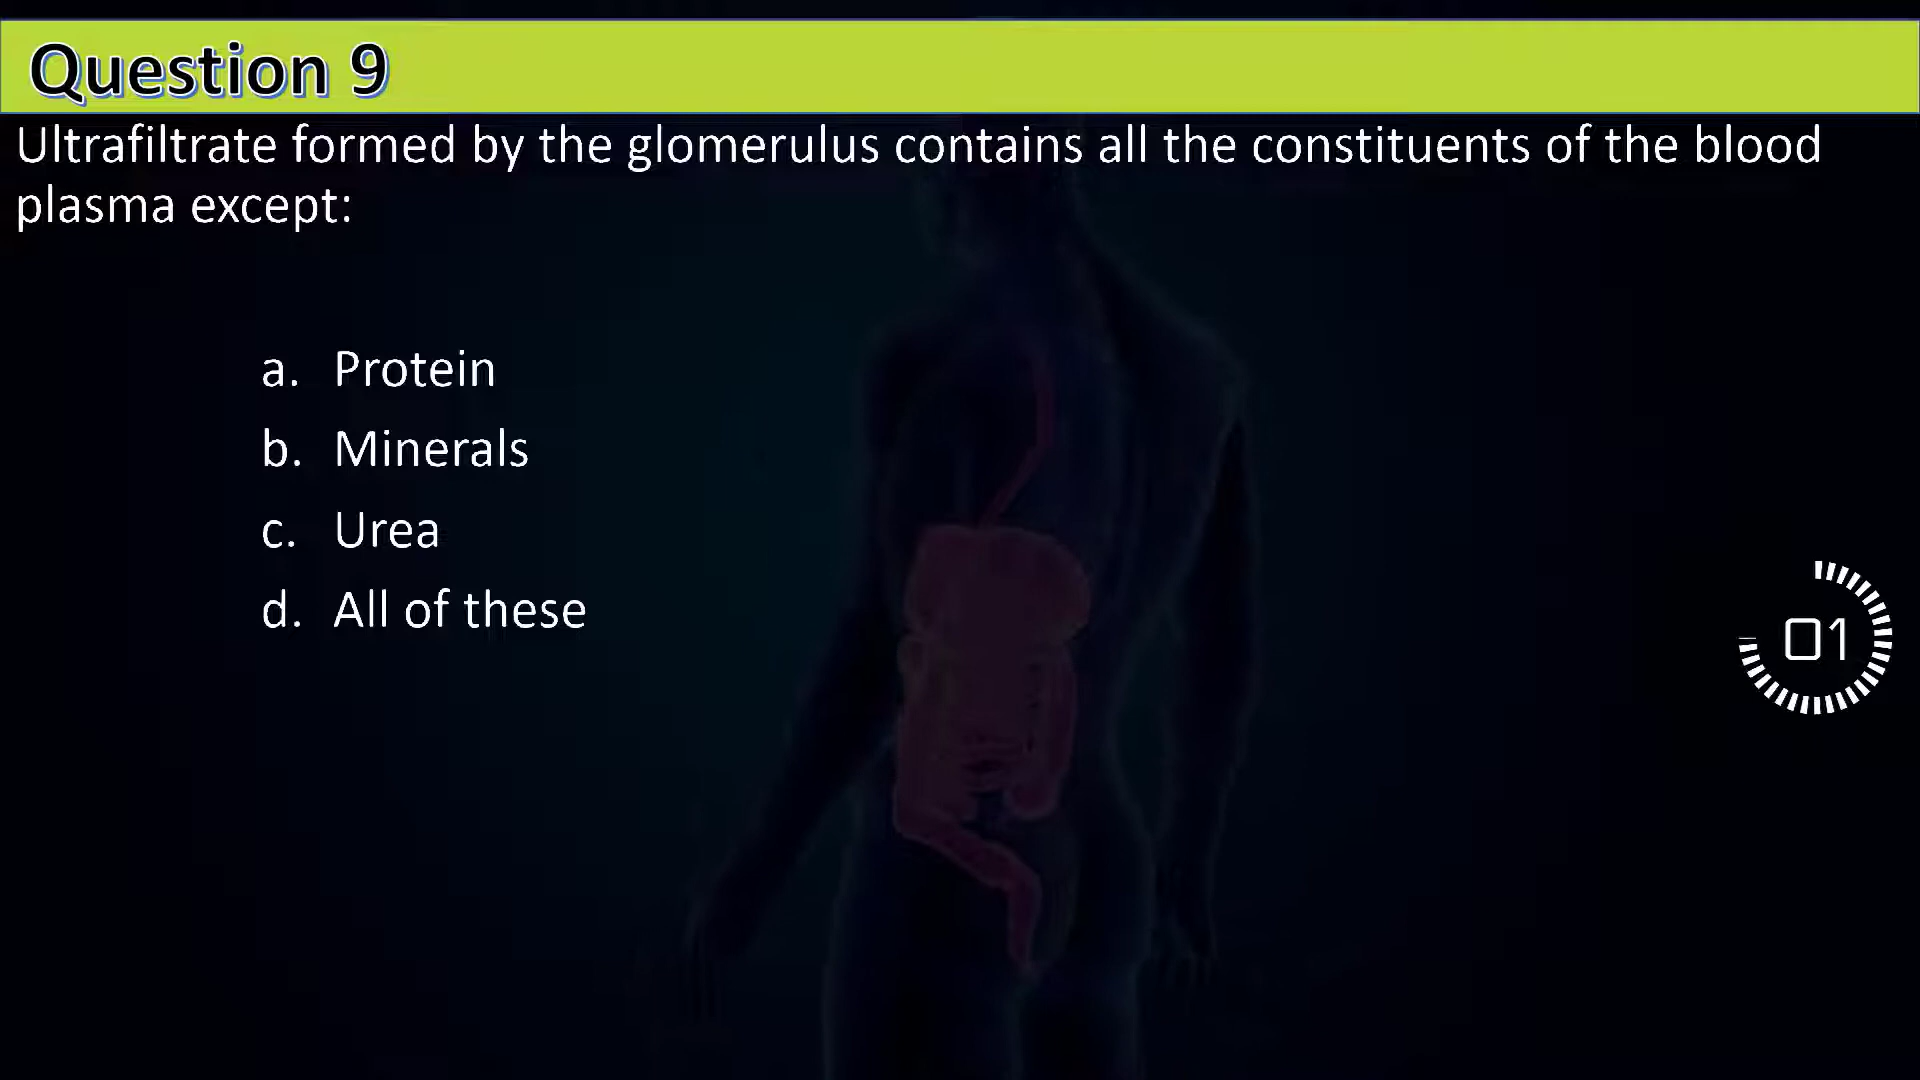 Question 9
Ultrafiltrate formed by the glomerulus contains all the constituents of the blood
plasma except:
a. Protein
b. Minerals
c. Urea
d. All of these
01